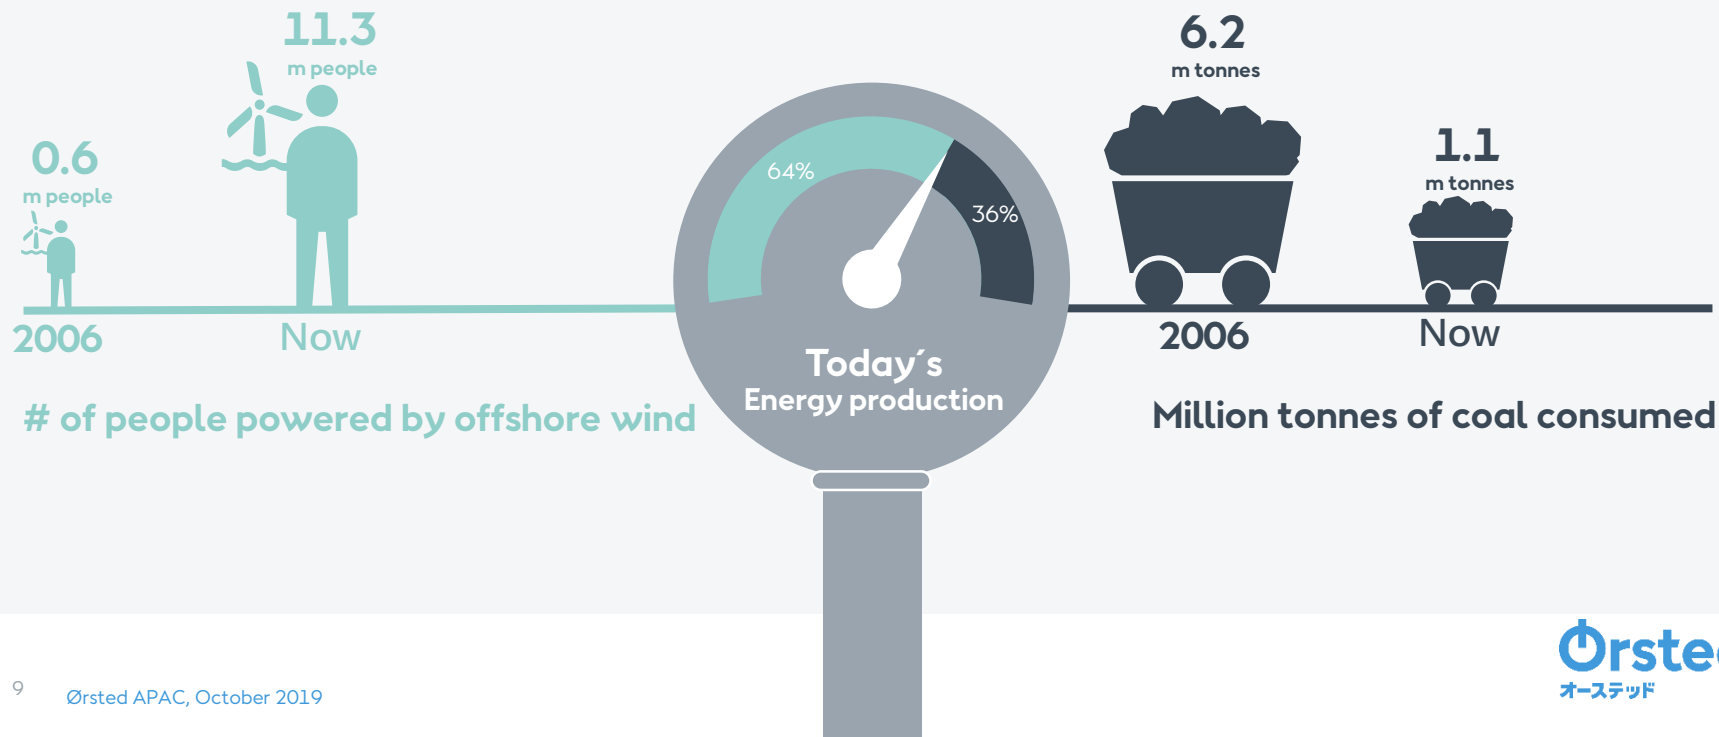 11.3
m people
0.6
m people
2006
Now
# of people powered by offshore wind
64%
36%
Today´s
Energy production
6.2
m tonnes
1.1
m tonnes
2006
Now
Million tonnes of coal consumed
9
Ørsted APAC, October 2019
Ørste
オーステッド